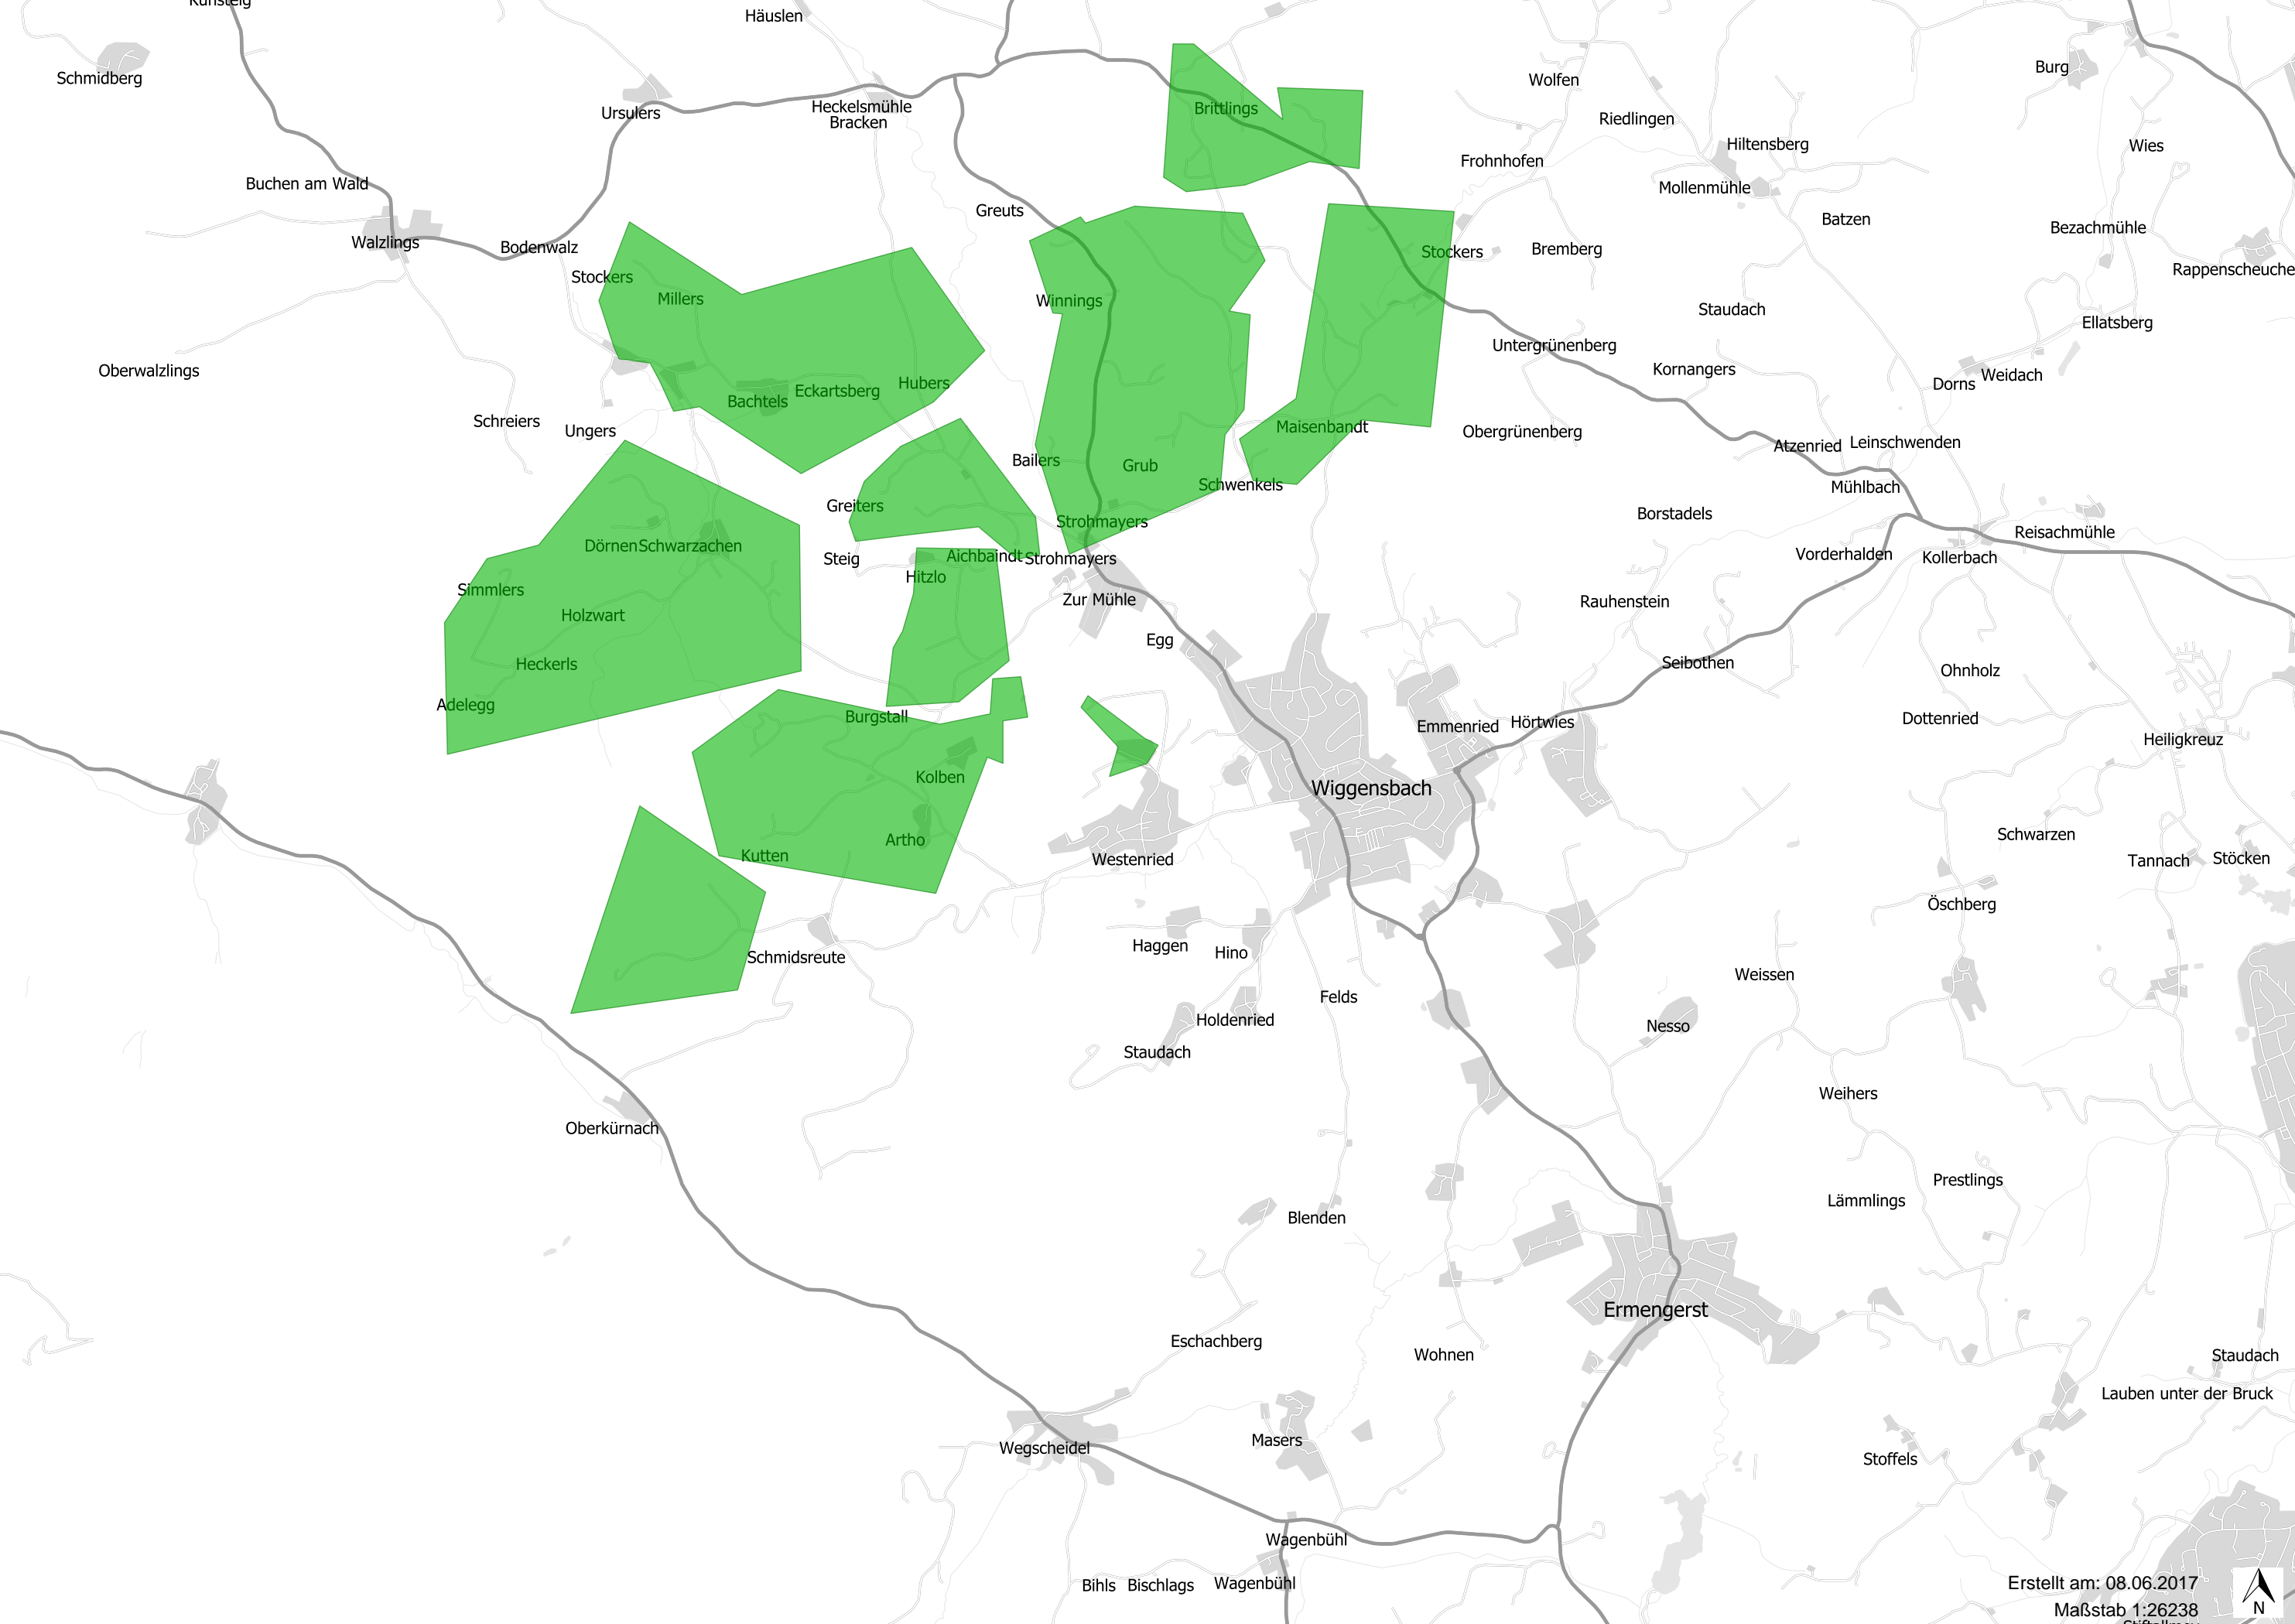 Kunsteig
Häuslen
Schmidberg
Burg
Wolfen
Heckelsmühle
Bracken
Ursulers
Brittlings
Riedlingen
Hiltensberg
Wies
Frohnhofen
Buchen am Wald
Mollenmühle
Greuts
Batzen
Bezachmühle
Walzlings
Bodenwalz
Stockers
Bremberg
Rappenscheuche
Stockers
Millers
Winnings
Staudach
Ellatsberg
Untergrünenberg
Oberwalzlings
Kornangers
Weidach
Hubers
Dorns
Eckartsberg
Bachtels
Schreiers
Ungers
Maisenbandt
Obergrünenberg
Leinschwenden
Atzenried
Bailers
Grub
Schwenkels
Mühlbach
Greiters
Borstadels
Strohmayers
Reisachmühle
Dörnen
Schwarzachen
Vorderhalden
Kollerbach
Aichbaindt
Strohmayers
Steig
Hitzlo
Simmlers
Zur Mühle
Rauhenstein
Holzwart
Egg
Heckerls
Seibothen
Ohnholz
Adelegg
Burgstall
Emmenried
Hörtwies
Dottenried
Heiligkreuz
Kolben
Wiggensbach
Schwarzen
Artho
Kutten
Westenried
Tannach
Stöcken
Öschberg
Haggen
Hino
Schmidsreute
Weissen
Felds
Holdenried
Nesso
Staudach
Weihers
Oberkürnach
Prestlings
Lämmlings
Blenden
Ermengerst
Eschachberg
Wohnen
Staudach
Lauben unter der Bruck
Masers
Wegscheidel
Stoffels
Wagenbühl
Bihls
Bischlags
Wagenbühl
Erstellt am: 08.06.2017
Maßstab 1:26238
N